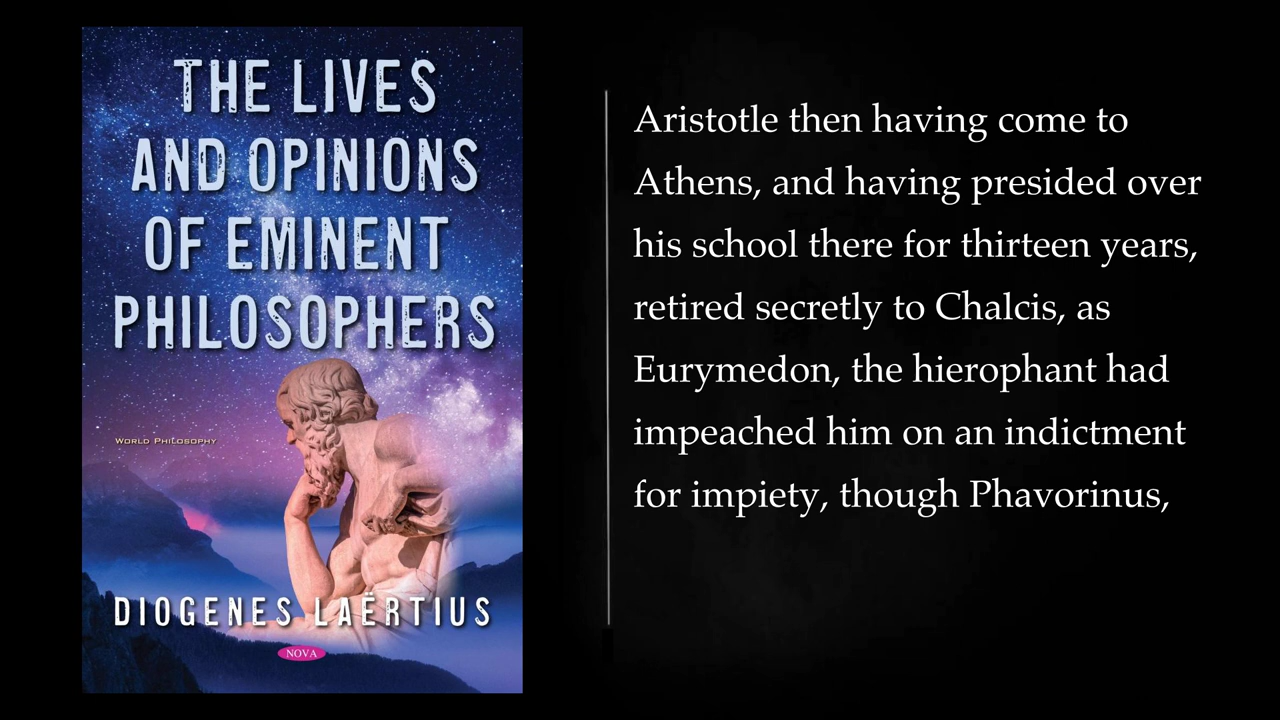 THE LIVES
AND OPINIONS
OF EMINENT
PHILOSOPHERS
WORLD PHILOSOPHY
DIOGENES LAËRTIUS
NOVA
Aristotle then having come to
Athens, and having presided over
his school there for thirteen years,
retired secretly to Chalcis, as
Eurymedon, the hierophant had
impeached him on an indictment
for impiety, though Phavorinus,